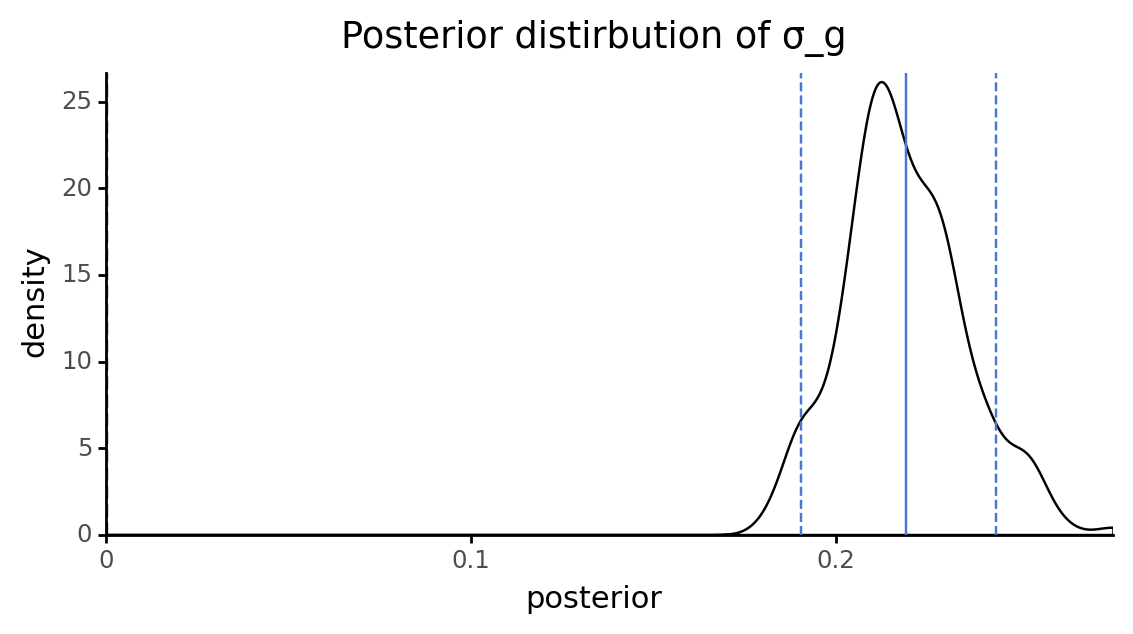 Posterior distirbution of σ_g
density
25
20
15
10
5
0
0 0.1 0.2
posterior